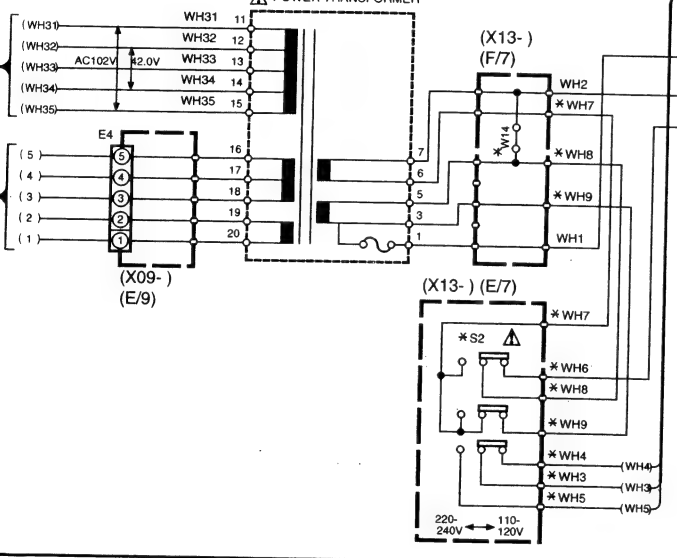 ⚠ POWER TRANSFORMER
(WH31) WH31 11
(WH32) WH32 12
(WH33) AC102V 42.0V WH33 13
(WH34) WH34 14
(WH35) WH35 15
E4
(5) 5 16
(4) 4 17
(3) 3 18
(2) 2 19
(1) 1 20
(X09- )
(E/9)
7
6
5
3
1
(X13- )
(F/7)
WH2
*WH7
*W14
*WH8
*WH9
WH1
(X13- ) (E/7)
*WH7
*S2 ⚠
*WH6
*WH8
*WH9
*WH4 (WH4)
*WH3 (WH3)
*WH5 (WH5)
220- 110-
240V 120V